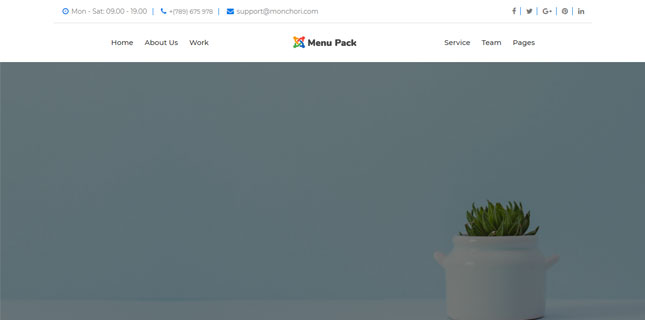 Mon - Sat: 09.00 - 19.00 +(789) 675 978 support@monchori.com
Home About Us Work Menu Pack Service Team Pages